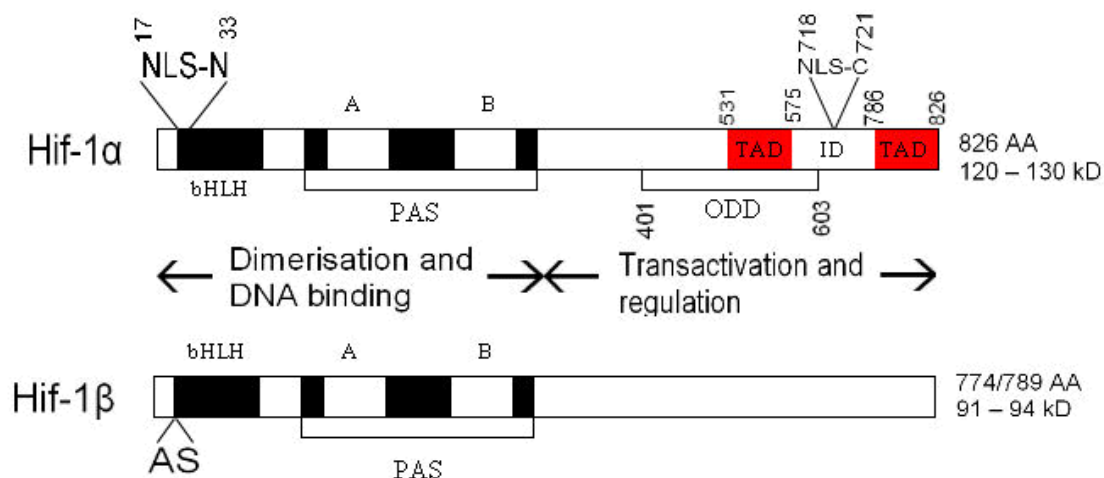 17 33
NLS-N
718 721
NLS-C
A B
531 575 786 826
Hif-1α
TAD ID TAD
826 AA
120 – 130 kD
bHLH
PAS
401 ODD 603
Dimerisation and
DNA binding
Transactivation and
regulation
bHLH A B
Hif-1β
774/789 AA
91 – 94 kD
AS
PAS